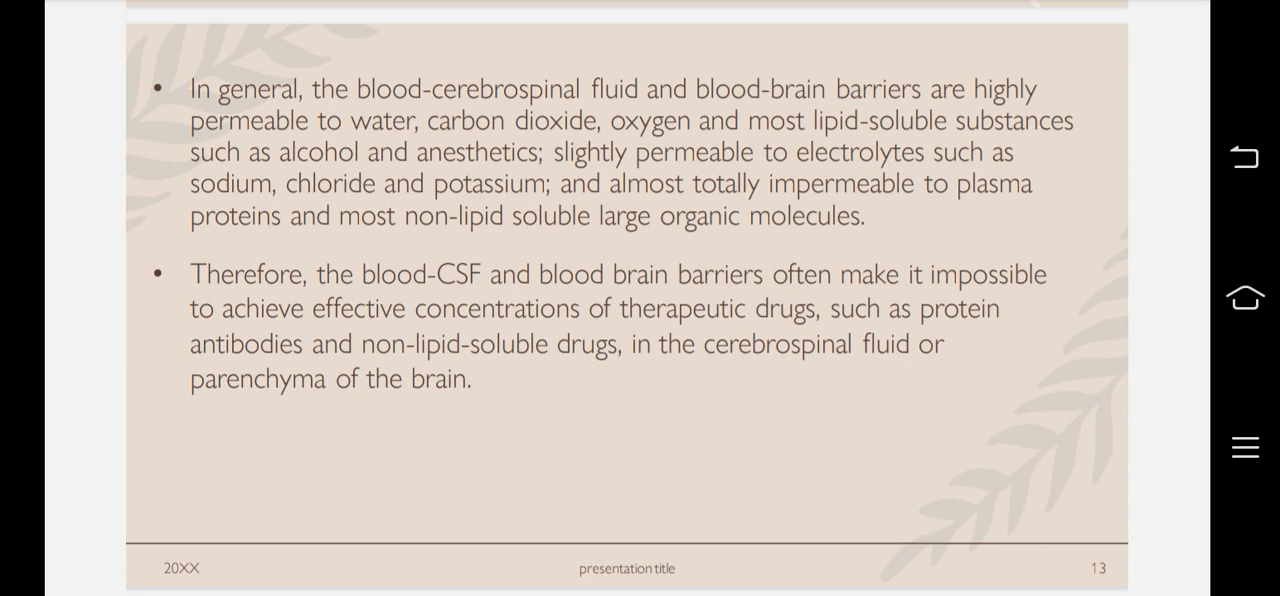 • In general, the blood-cerebrospinal fluid and blood-brain barriers are highly
permeable to water, carbon dioxide, oxygen and most lipid-soluble substances
such as alcohol and anesthetics; slightly permeable to electrolytes such as
sodium, chloride and potassium; and almost totally impermeable to plasma
proteins and most non-lipid soluble large organic molecules.
• Therefore, the blood-CSF and blood brain barriers often make it impossible
to achieve effective concentrations of therapeutic drugs, such as protein
antibodies and non-lipid-soluble drugs, in the cerebrospinal fluid or
parenchyma of the brain.
20XX presentation title 13